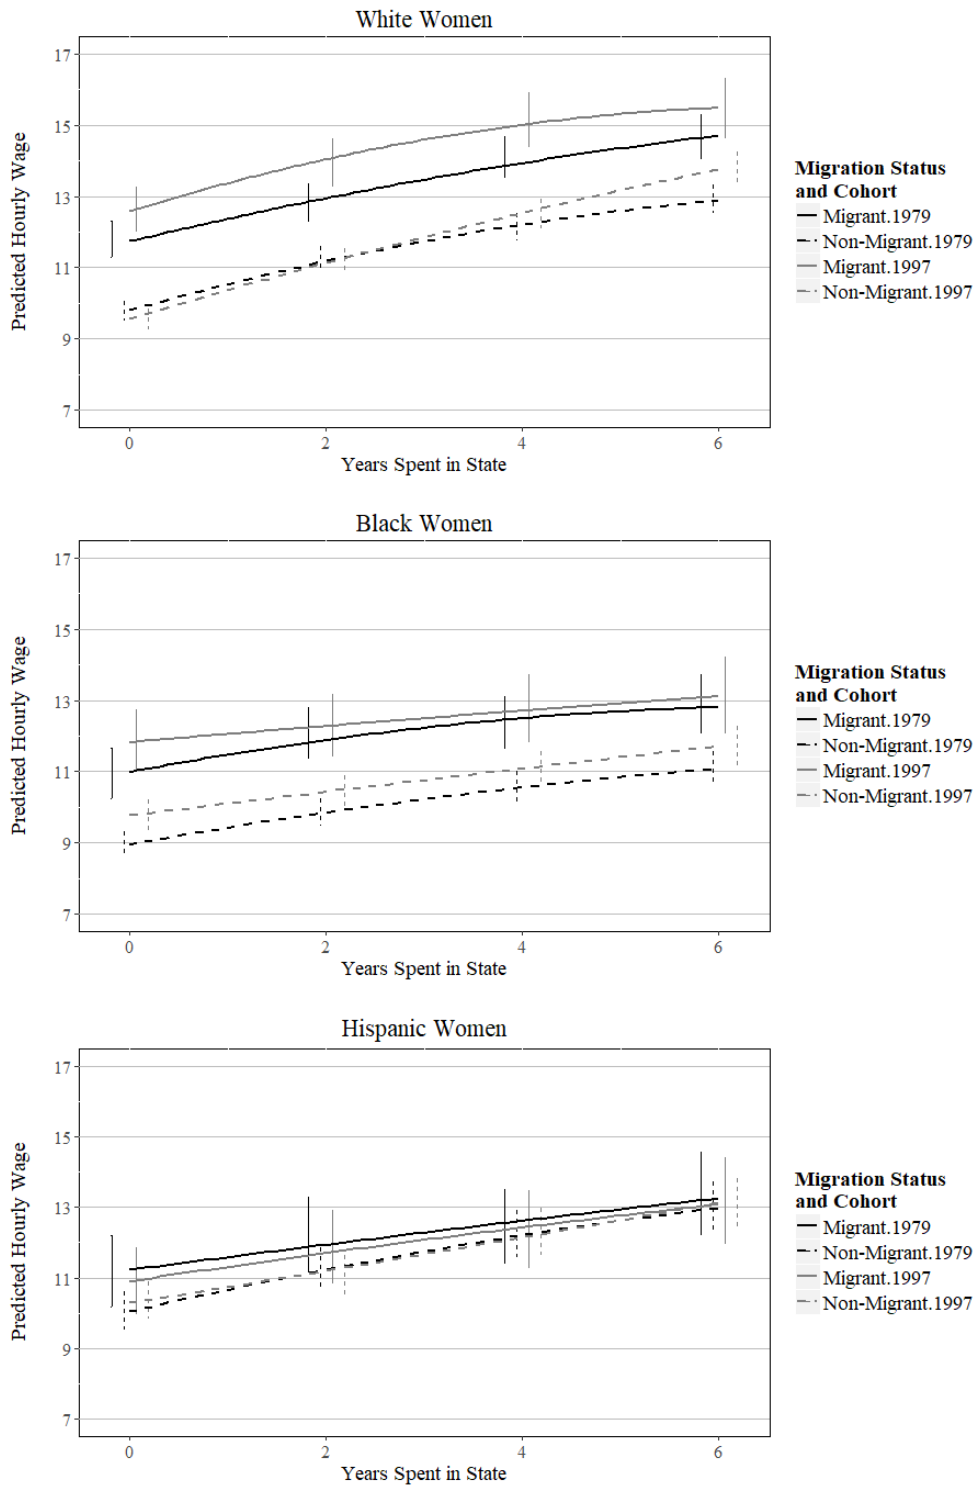 White Women
17
15
13
11
9
7
Predicted Hourly Wage
0 2 4 6
Years Spent in State
Migration Status
and Cohort
Migrant.1979
Non-Migrant.1979
Migrant.1997
Non-Migrant.1997
Black Women
17
15
13
11
9
7
Predicted Hourly Wage
0 2 4 6
Years Spent in State
Migration Status
and Cohort
Migrant.1979
Non-Migrant.1979
Migrant.1997
Non-Migrant.1997
Hispanic Women
17
15
13
11
9
7
Predicted Hourly Wage
0 2 4 6
Years Spent in State
Migration Status
and Cohort
Migrant.1979
Non-Migrant.1979
Migrant.1997
Non-Migrant.1997